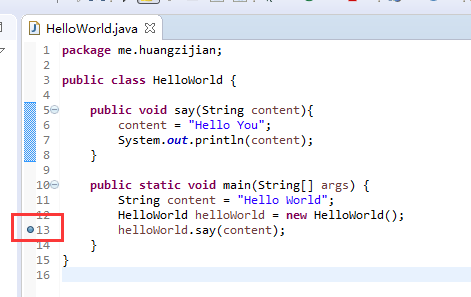 HelloWorld.java
1 package me.huangzijian;
2
3 public class HelloWorld {
4
5 public void say(String content){
6 content = "Hello You";
7 System.out.println(content);
8 }
9
10 public static void main(String[] args) {
11 String content = "Hello World";
12 HelloWorld helloWorld = new HelloWorld();
13 helloWorld.say(content);
14 }
15 }
16